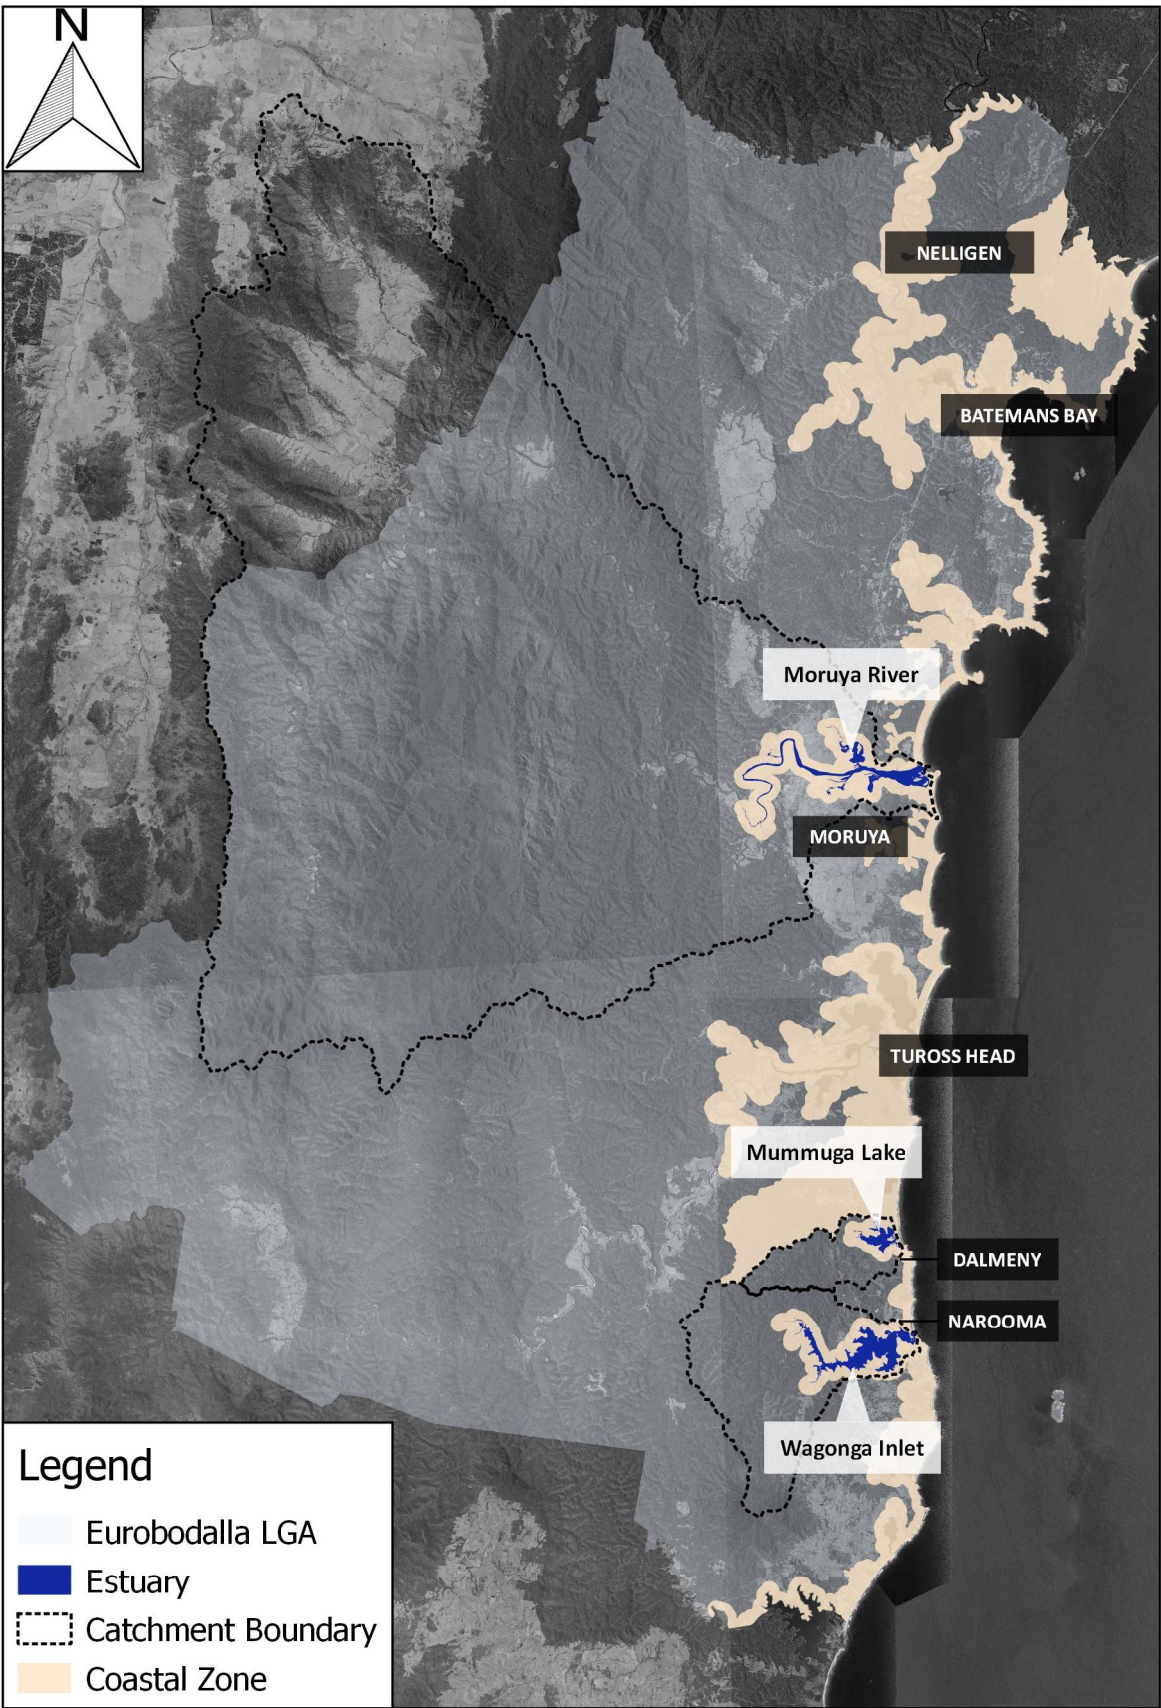 N
NELLIGEN
BATEMANS BAY
Moruya River
MORUYA
TUROSS HEAD
Mummuga Lake
DALMENY
NAROOMA
Wagonga Inlet
Legend
Eurobodalla LGA
Estuary
Catchment Boundary
Coastal Zone